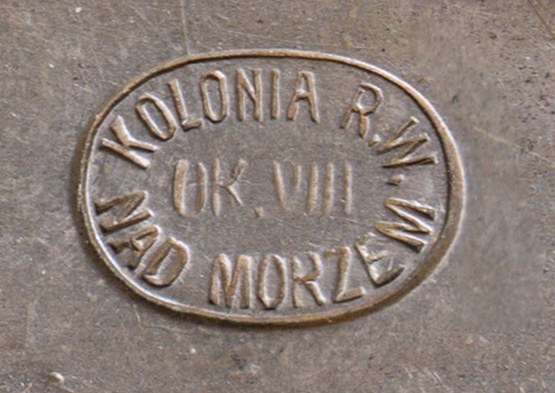 KOLONIA R.W.
OK.VIII
NAD MORZEM